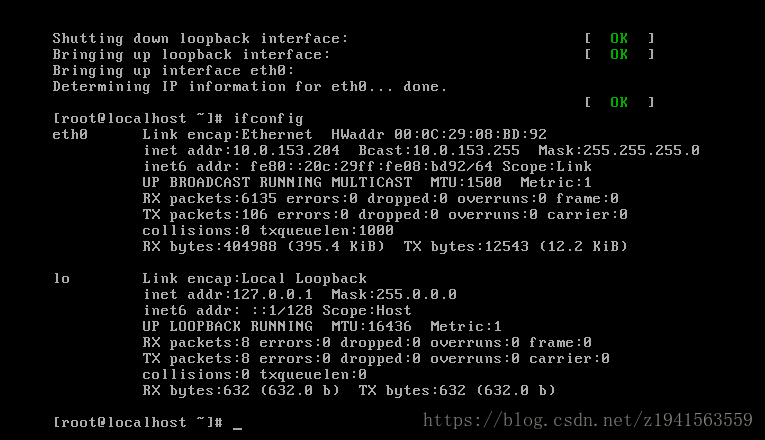 Shutting down loopback interface: [ OK ]
Bringing up loopback interface: [ OK ]
Bringing up interface eth0:
Determining IP information for eth0... done.
[ OK ]
[root@localhost ~]# ifconfig
eth0 Link encap:Ethernet HWaddr 00:0C:29:08:BD:92
inet addr:10.0.153.204 Bcast:10.0.153.255 Mask:255.255.255.0
inet6 addr: fe80::20c:29ff:fe08:bd92/64 Scope:Link
UP BROADCAST RUNNING MULTICAST MTU:1500 Metric:1
RX packets:6135 errors:0 dropped:0 overruns:0 frame:0
TX packets:106 errors:0 dropped:0 overruns:0 carrier:0
collisions:0 txqueuelen:1000
RX bytes:404988 (395.4 KiB) TX bytes:12543 (12.2 KiB)
lo Link encap:Local Loopback
inet addr:127.0.0.1 Mask:255.0.0.0
inet6 addr: ::1/128 Scope:Host
UP LOOPBACK RUNNING MTU:16436 Metric:1
RX packets:8 errors:0 dropped:0 overruns:0 frame:0
TX packets:8 errors:0 dropped:0 overruns:0 carrier:0
collisions:0 txqueuelen:0
RX bytes:632 (632.0 b) TX bytes:632 (632.0 b)
[root@localhost ~]# _
https://blog.csdn.net/z1941563559